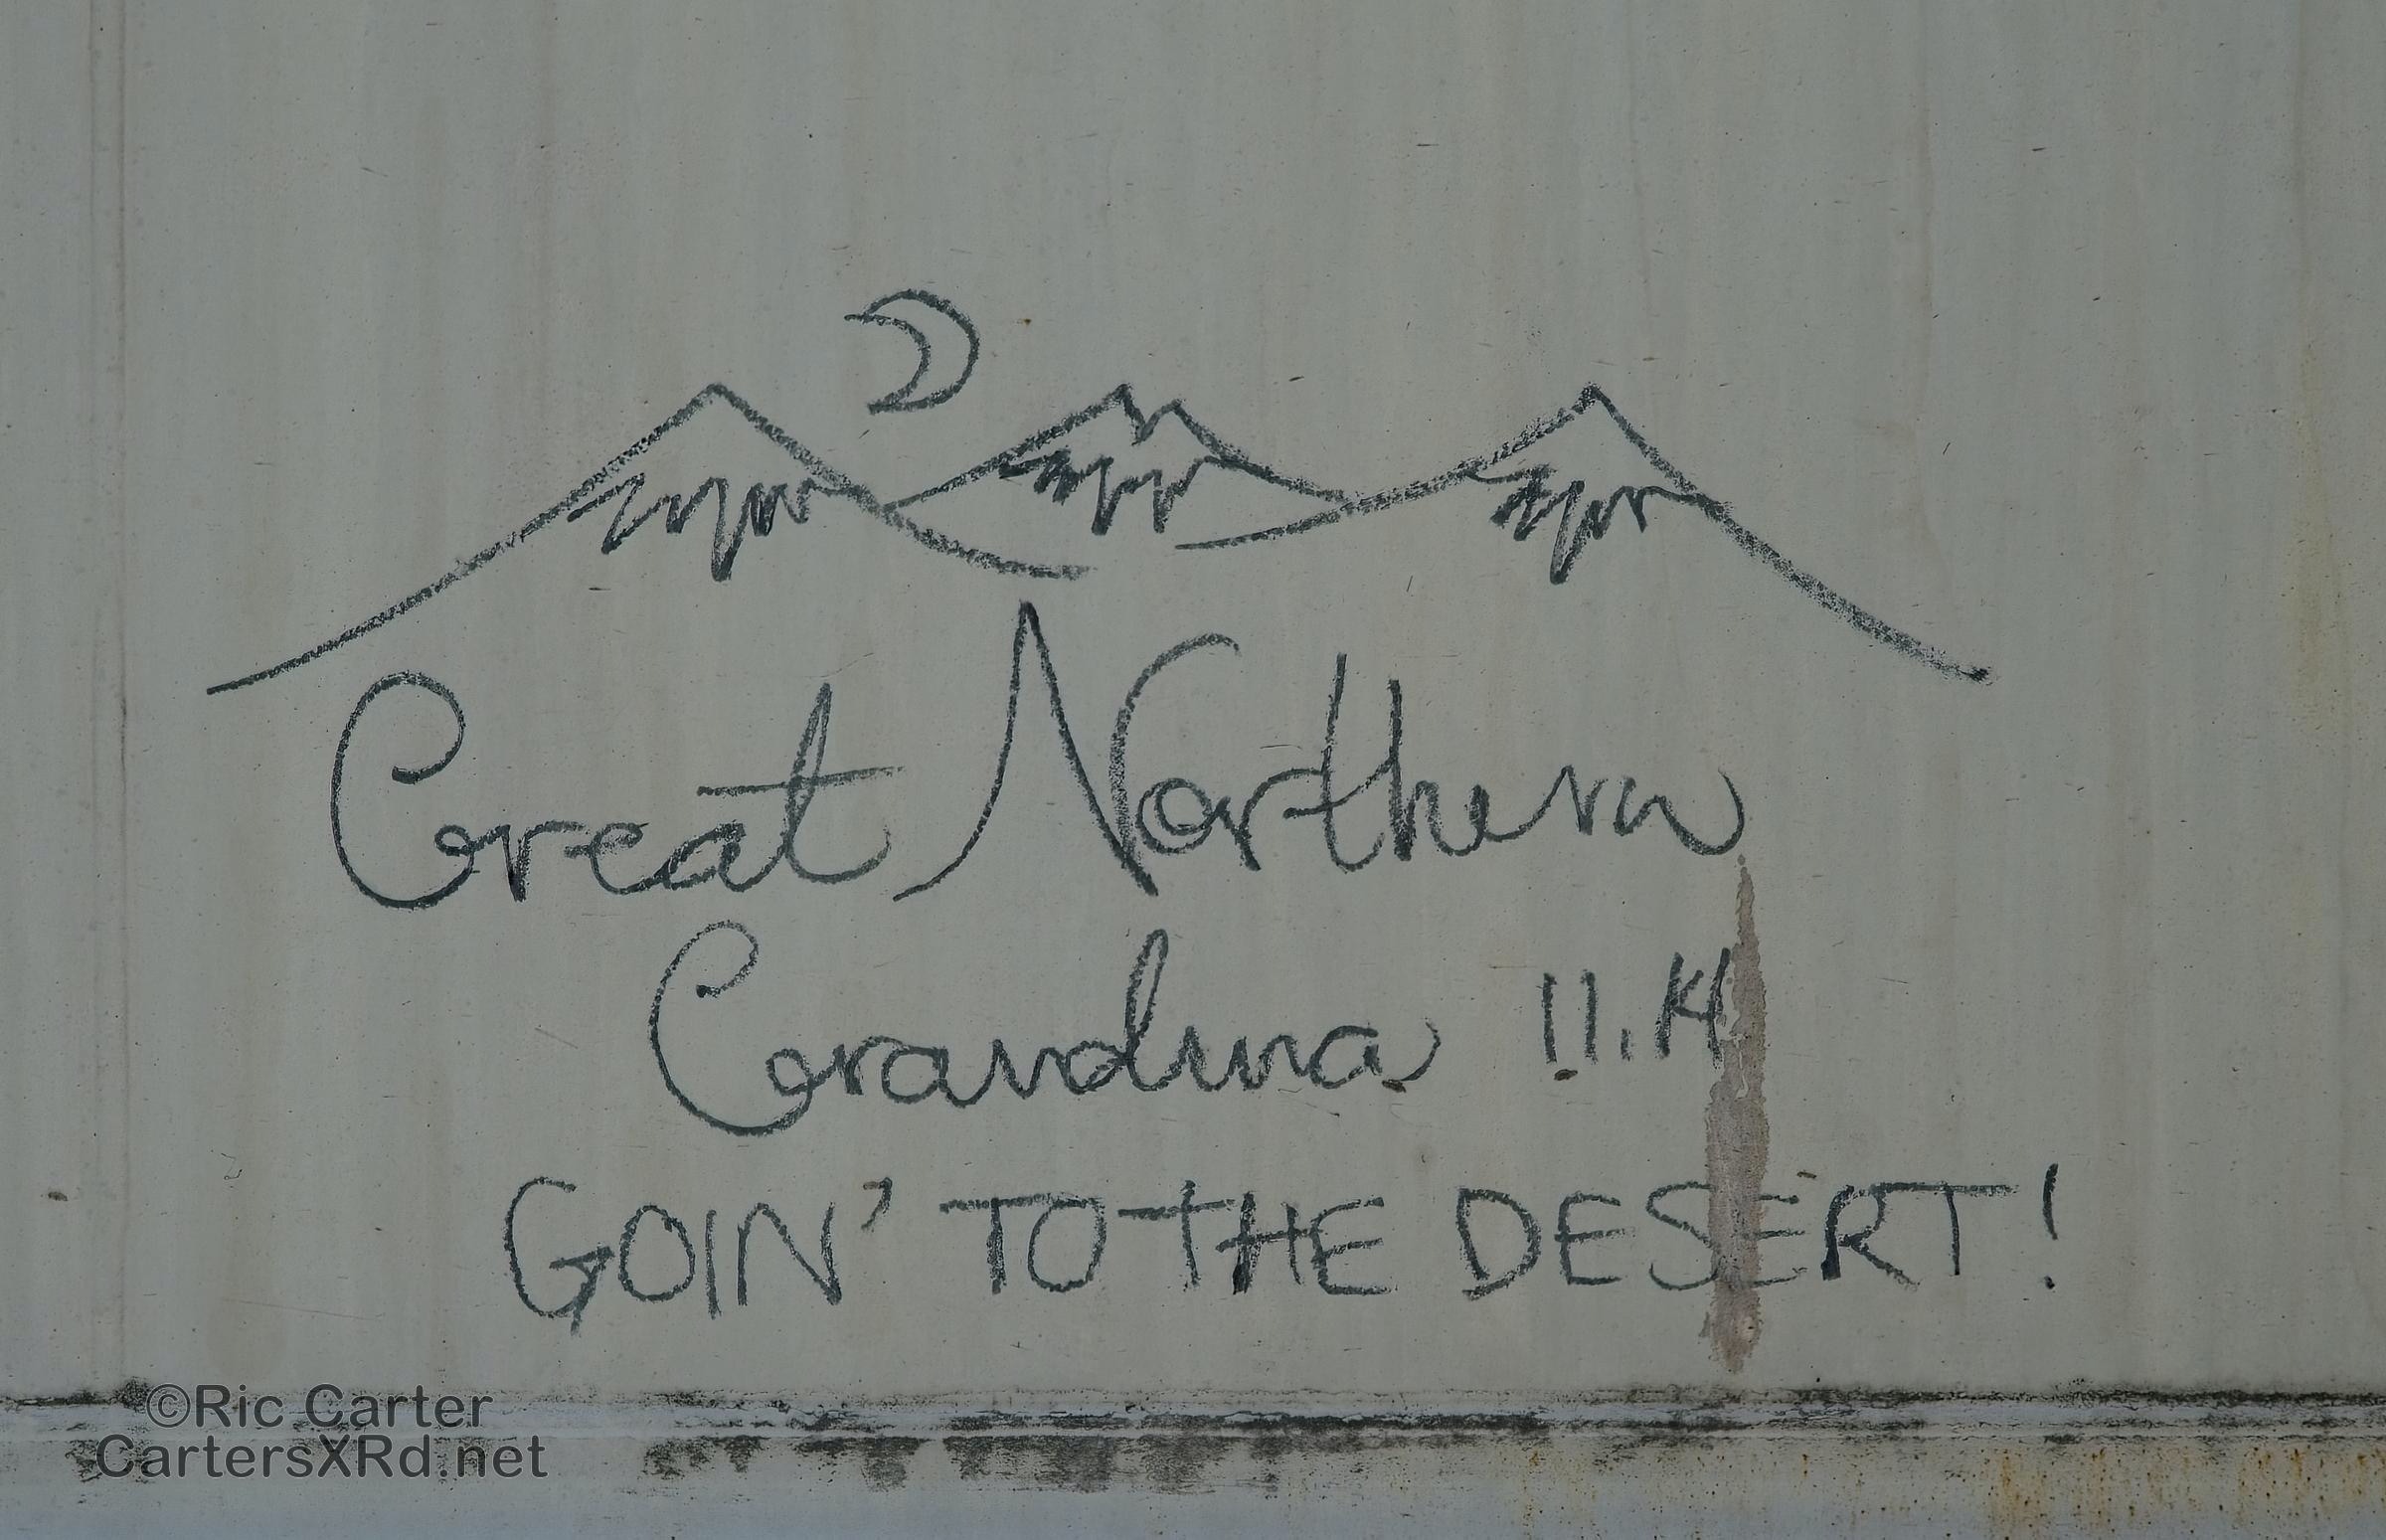 Great Northern
Grandma 11.14
GOIN' TO THE DESERT!
©Ric Carter
CartersXRd.net